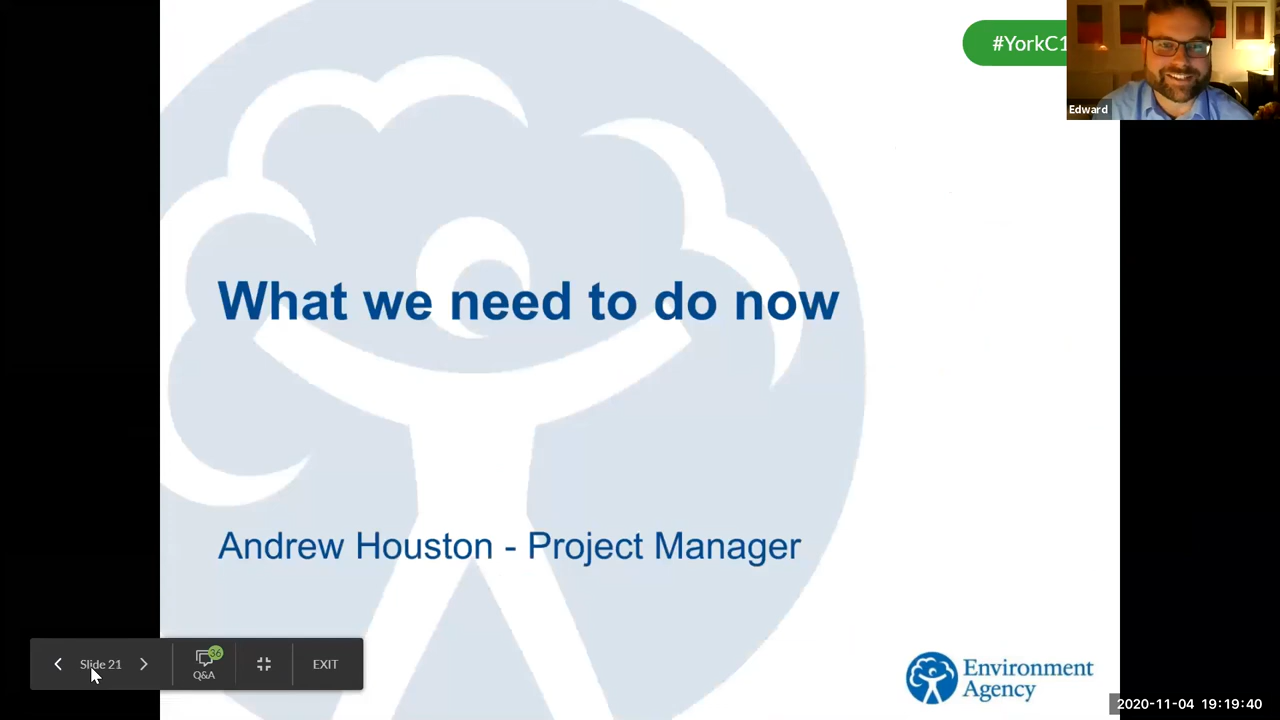 #YorkC1
Edward
What we need to do now
Andrew Houston - Project Manager
Slide 21
36
Q&A
EXIT
Environment
Agency
2020-11-04 19:19:40